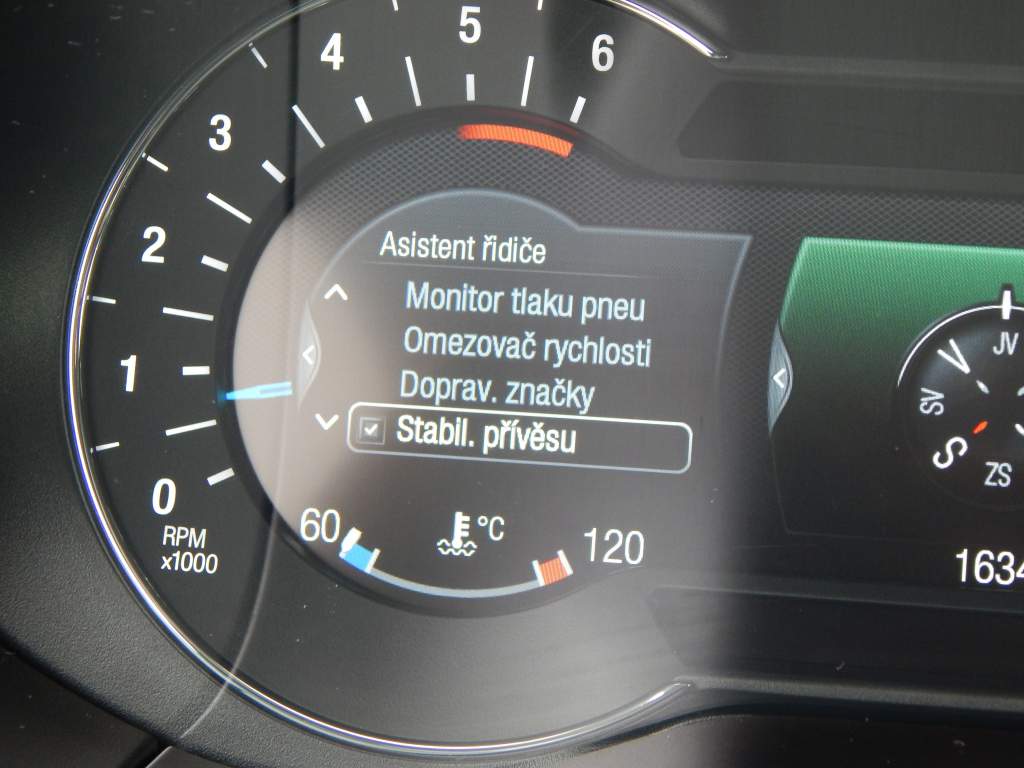 5
4
6
3
2
1
0
RPM
x1000
Asistent řidiče
Monitor tlaku pneu
Omezovač rychlosti
Doprav. značky
Stabil. přívěsu
60
°C
120
JV
V
SV
S
ZS
1634